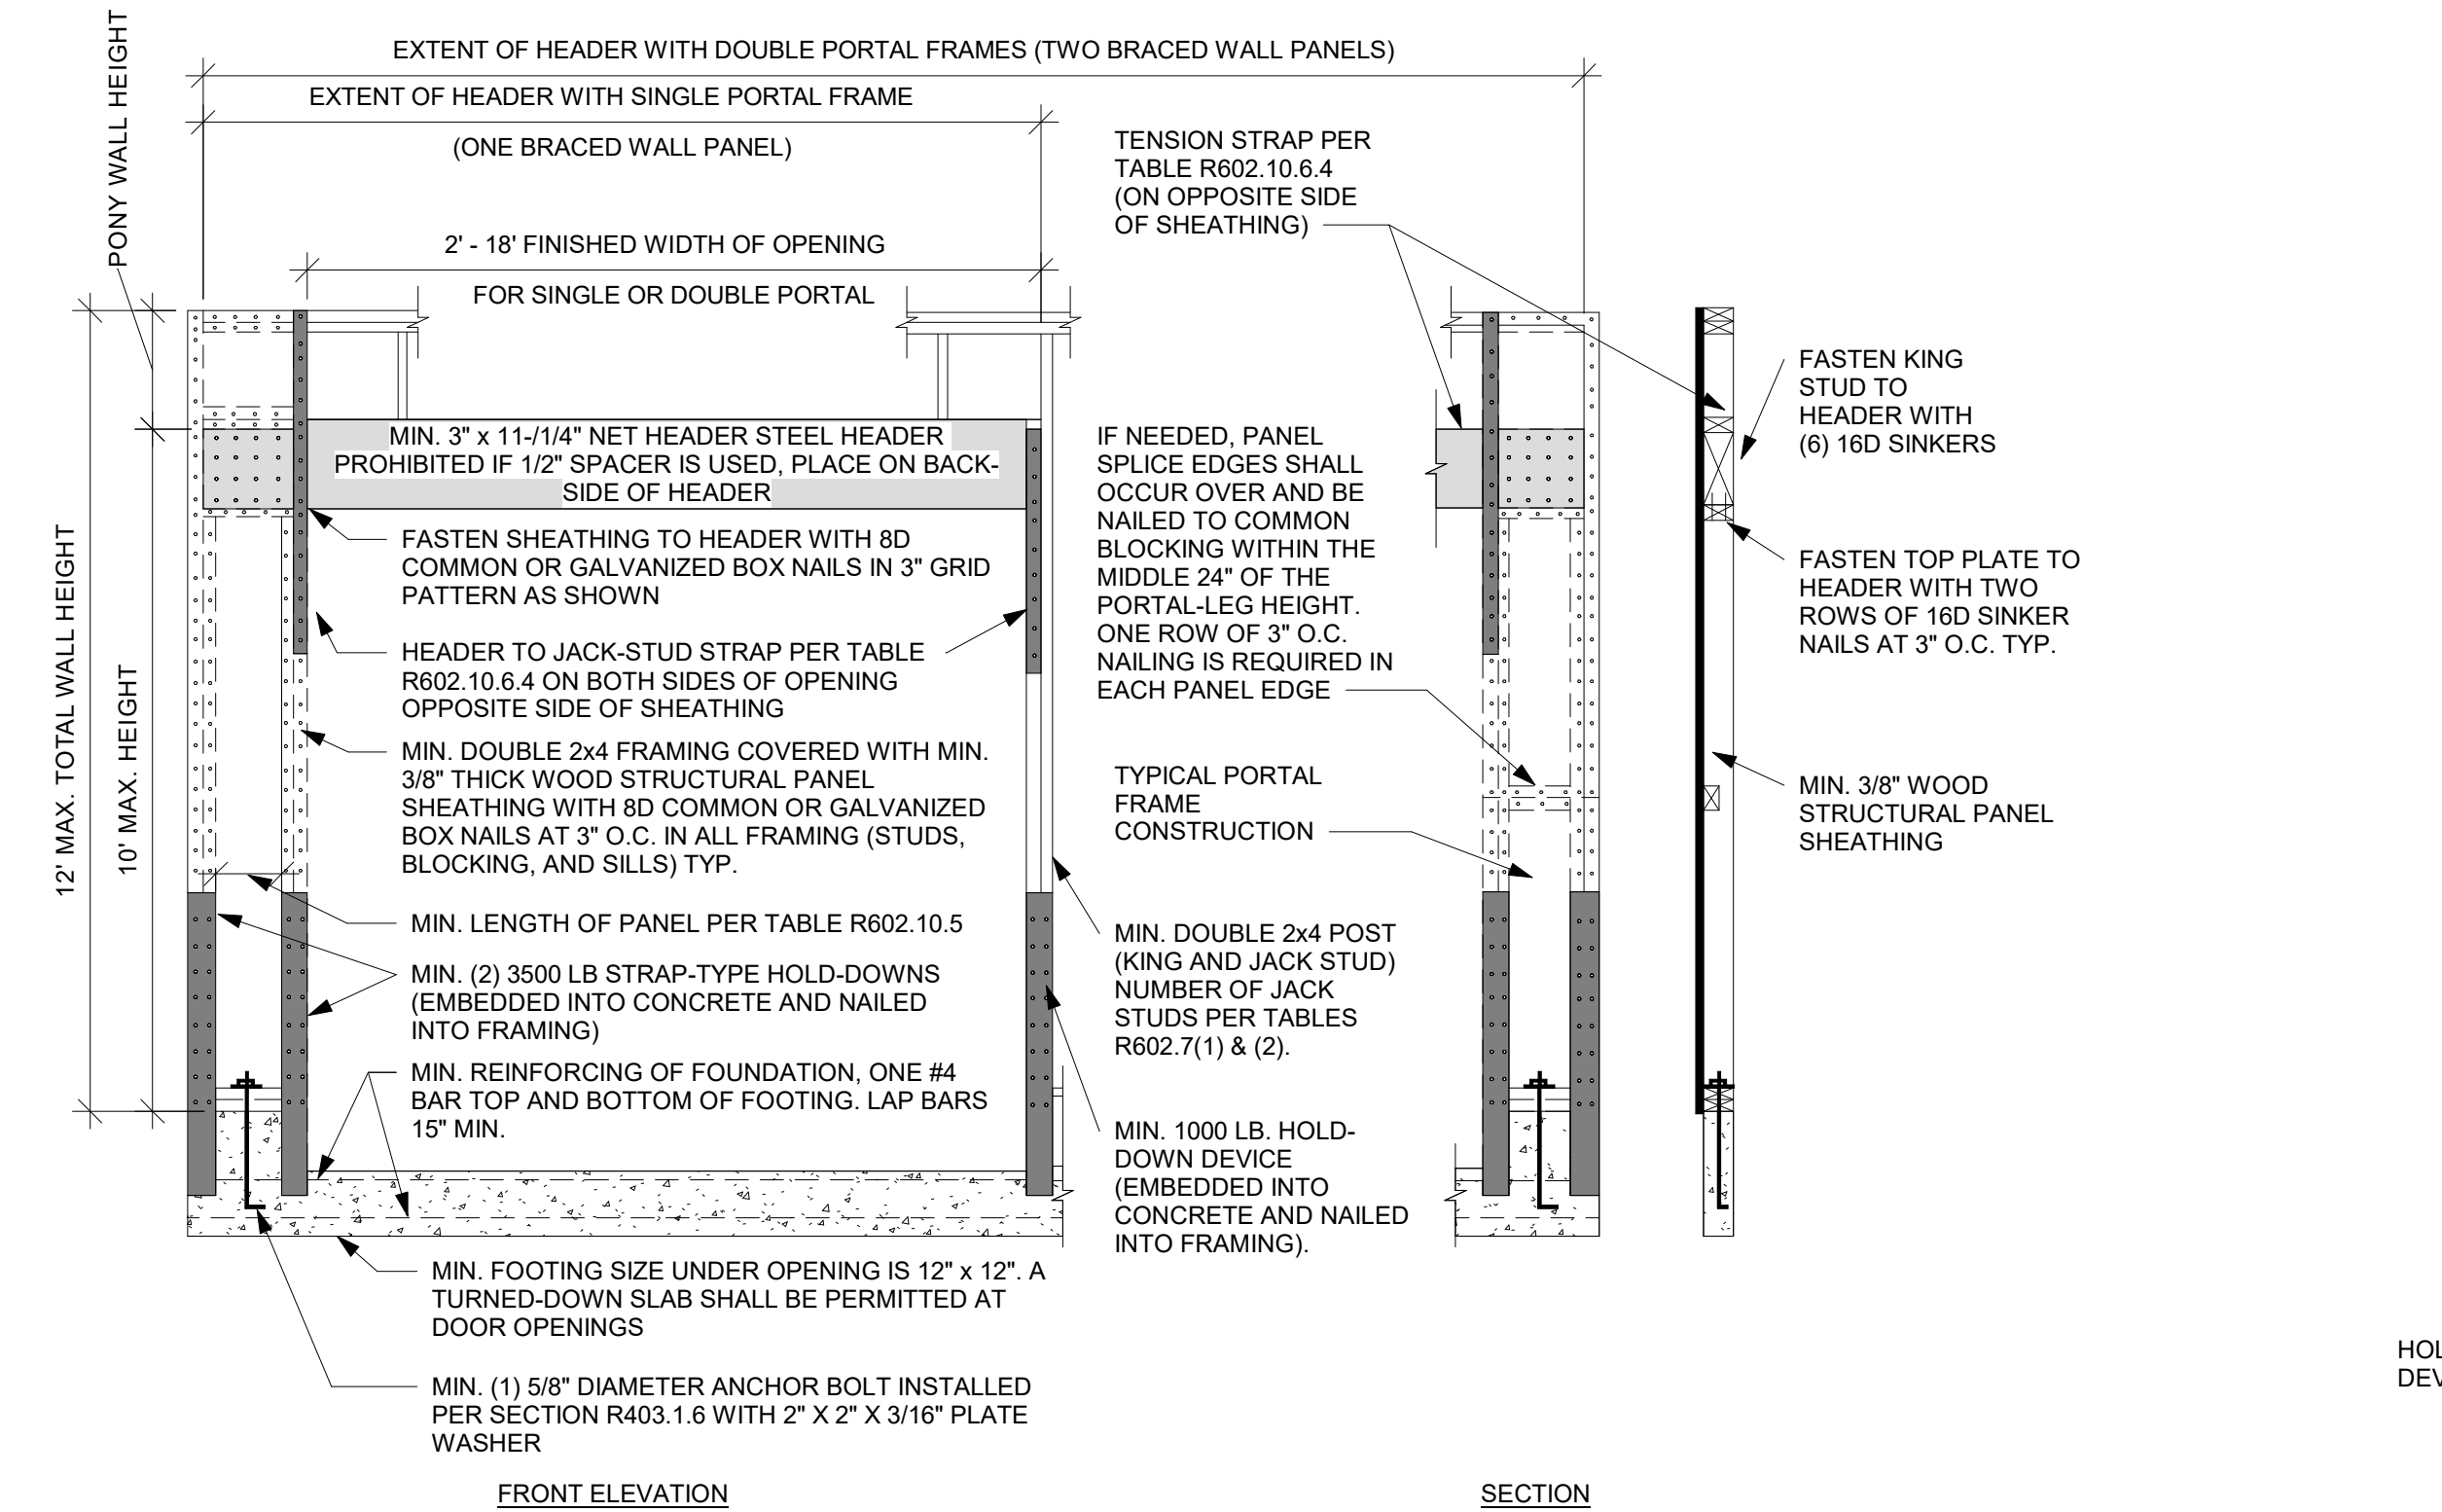 PONY WALL HEIGHT
EXTENT OF HEADER WITH DOUBLE PORTAL FRAMES (TWO BRACED WALL PANELS)
EXTENT OF HEADER WITH SINGLE PORTAL FRAME
(ONE BRACED WALL PANEL)
2' - 18' FINISHED WIDTH OF OPENING
FOR SINGLE OR DOUBLE PORTAL
12' MAX. TOTAL WALL HEIGHT
10' MAX. HEIGHT
MIN. 3" x 11-/1/4" NET HEADER STEEL HEADER
PROHIBITED IF 1/2" SPACER IS USED, PLACE ON BACK-
SIDE OF HEADER
FASTEN SHEATHING TO HEADER WITH 8D
COMMON OR GALVANIZED BOX NAILS IN 3" GRID
PATTERN AS SHOWN
HEADER TO JACK-STUD STRAP PER TABLE
R602.10.6.4 ON BOTH SIDES OF OPENING
OPPOSITE SIDE OF SHEATHING
MIN. DOUBLE 2x4 FRAMING COVERED WITH MIN.
3/8" THICK WOOD STRUCTURAL PANEL
SHEATHING WITH 8D COMMON OR GALVANIZED
BOX NAILS AT 3" O.C. IN ALL FRAMING (STUDS,
BLOCKING, AND SILLS) TYP.
MIN. LENGTH OF PANEL PER TABLE R602.10.5
MIN. (2) 3500 LB STRAP-TYPE HOLD-DOWNS
(EMBEDDED INTO CONCRETE AND NAILED
INTO FRAMING)
MIN. REINFORCING OF FOUNDATION, ONE #4
BAR TOP AND BOTTOM OF FOOTING. LAP BARS
15" MIN.
MIN. FOOTING SIZE UNDER OPENING IS 12" x 12". A
TURNED-DOWN SLAB SHALL BE PERMITTED AT
DOOR OPENINGS
MIN. (1) 5/8" DIAMETER ANCHOR BOLT INSTALLED
PER SECTION R403.1.6 WITH 2" X 2" X 3/16" PLATE
WASHER
FRONT ELEVATION
TENSION STRAP PER
TABLE R602.10.6.4
(ON OPPOSITE SIDE
OF SHEATHING)
IF NEEDED, PANEL
SPLICE EDGES SHALL
OCCUR OVER AND BE
NAILED TO COMMON
BLOCKING WITHIN THE
MIDDLE 24" OF THE
PORTAL-LEG HEIGHT.
ONE ROW OF 3" O.C.
NAILING IS REQUIRED IN
EACH PANEL EDGE
TYPICAL PORTAL
FRAME
CONSTRUCTION
MIN. DOUBLE 2x4 POST
(KING AND JACK STUD)
NUMBER OF JACK
STUDS PER TABLES
R602.7(1) & (2).
MIN. 1000 LB. HOLD-
DOWN DEVICE
(EMBEDDED INTO
CONCRETE AND NAILED
INTO FRAMING).
FASTEN KING
STUD TO
HEADER WITH
(6) 16D SINKERS
FASTEN TOP PLATE TO
HEADER WITH TWO
ROWS OF 16D SINKER
NAILS AT 3" O.C. TYP.
MIN. 3/8" WOOD
STRUCTURAL PANEL
SHEATHING
SECTION